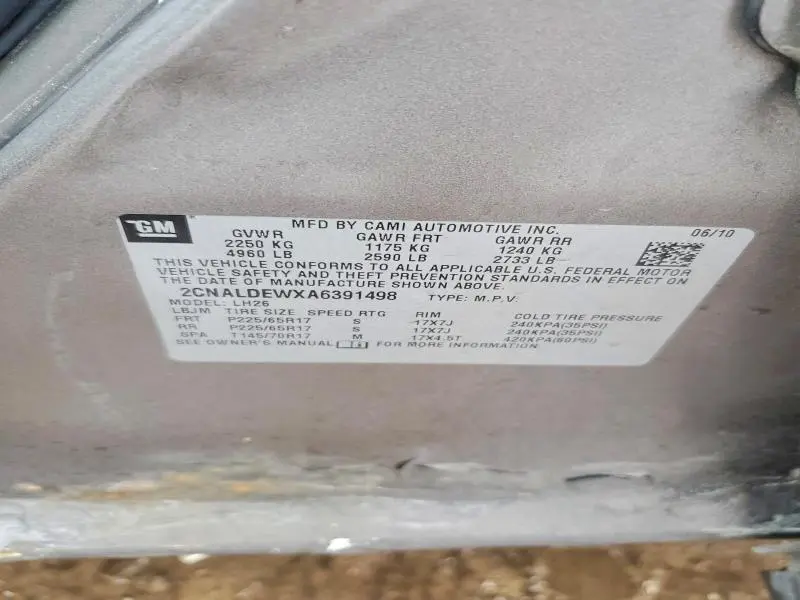 GM
MFD BY CAMI AUTOMOTIVE INC.
06/10
GVWR GAWR FRT GAWR RR
2250 KG 1175 KG 1240 KG
4960 LB 2590 LB 2733 LB
THIS VEHICLE CONFORMS TO ALL APPLICABLE U.S. FEDERAL MOTOR
VEHICLE SAFETY AND THEFT PREVENTION STANDARDS IN EFFECT ON
THE DATE OF MANUFACTURE SHOWN ABOVE.
2CNALDEWXA6391498 TYPE: M.P.V.
MODEL: LH26
LBJM TIRE SIZE SPEED RTG RIM COLD TIRE PRESSURE
FRT P225/65R17 S 17X7J 240KPA(35PSI)
RR P225/65R17 S 17X7J 240KPA(35PSI)
SPA T145/70R17 M 17X4.5T 420KPA(60PSI)
SEE OWNER'S MANUAL FOR MORE INFORMATION